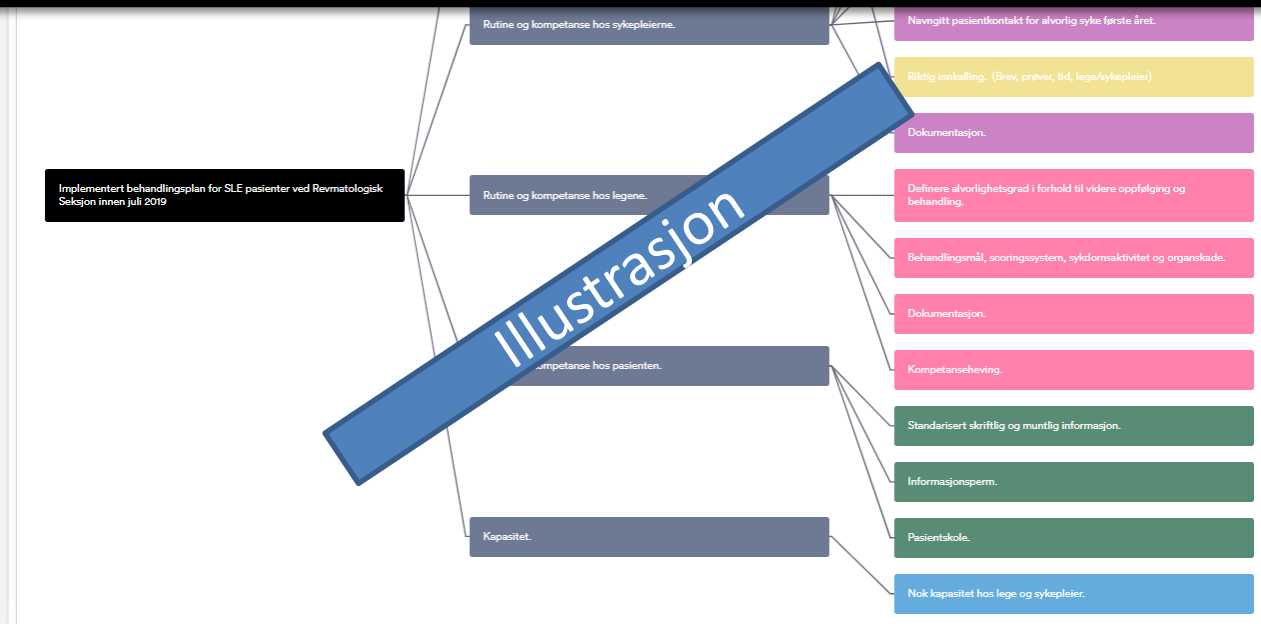 Rutine og kompetanse hos sykepleierne.
Navngitt pasientkontakt for alvorlig syke første året.
Riktig innkalling. (Brev, prøver, tid, lege/sykepleier)
Dokumentasjon.
Implementert behandlingsplan for SLE pasienter ved Revmatologisk
Seksjon innen juli 2019
Rutine og kompetanse hos legene.
Definere alvorlighetsgrad i forhold til videre oppfølging og
behandling.
Illustrasjon
Behandlingsmål, scoringssystem, sykdomsaktivitet og organskade.
Dokumentasjon.
hos pasienten.
Kompetanseheving.
Standarisert skriftlig og muntlig informasjon.
Informasjonsperm.
Kapasitet.
Pasientskole.
Nok kapasitet hos lege og sykepleier.